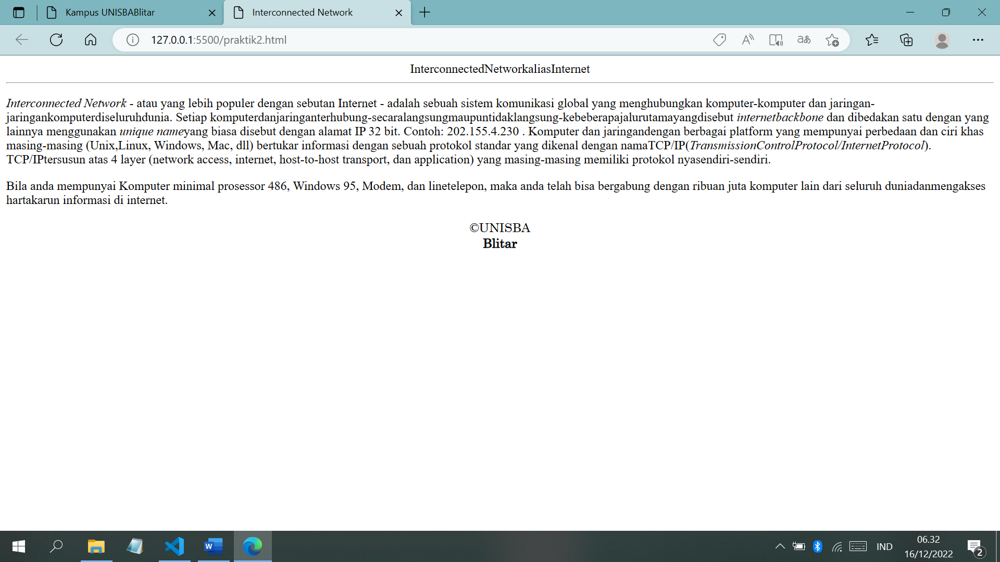 Kampus UNISBABlitar
Interconnected Network
127.0.0.1:5500/praktik2.html
InterconnectedNetworkaliasInternet
Interconnected Network - atau yang lebih populer dengan sebutan Internet - adalah sebuah sistem komunikasi global yang menghubungkan komputer-komputer dan jaringan-
jaringankomputerdiseluruhdunia. Setiap komputerdanjaringanterhubung-secaralangsungmaupuntidaklangsung-kebeberapajalurutamayangdisebut internetbackbone dan dibedakan satu dengan yang
lainnya menggunakan unique nameyang biasa disebut dengan alamat IP 32 bit. Contoh: 202.155.4.230 . Komputer dan jaringandengan berbagai platform yang mempunyai perbedaan dan ciri khas
masing-masing (Unix,Linux, Windows, Mac, dll) bertukar informasi dengan sebuah protokol standar yang dikenal dengan namaTCP/IP(TransmissionControlProtocol/InternetProtocol).
TCP/IPtersusun atas 4 layer (network access, internet, host-to-host transport, dan application) yang masing-masing memiliki protokol nyasendiri-sendiri.
Bila anda mempunyai Komputer minimal prosessor 486, Windows 95, Modem, dan linetelepon, maka anda telah bisa bergabung dengan ribuan juta komputer lain dari seluruh duniadanmengakses
hartakarun informasi di internet.
©UNISBA
Blitar
IND
06.32
16/12/2022
2